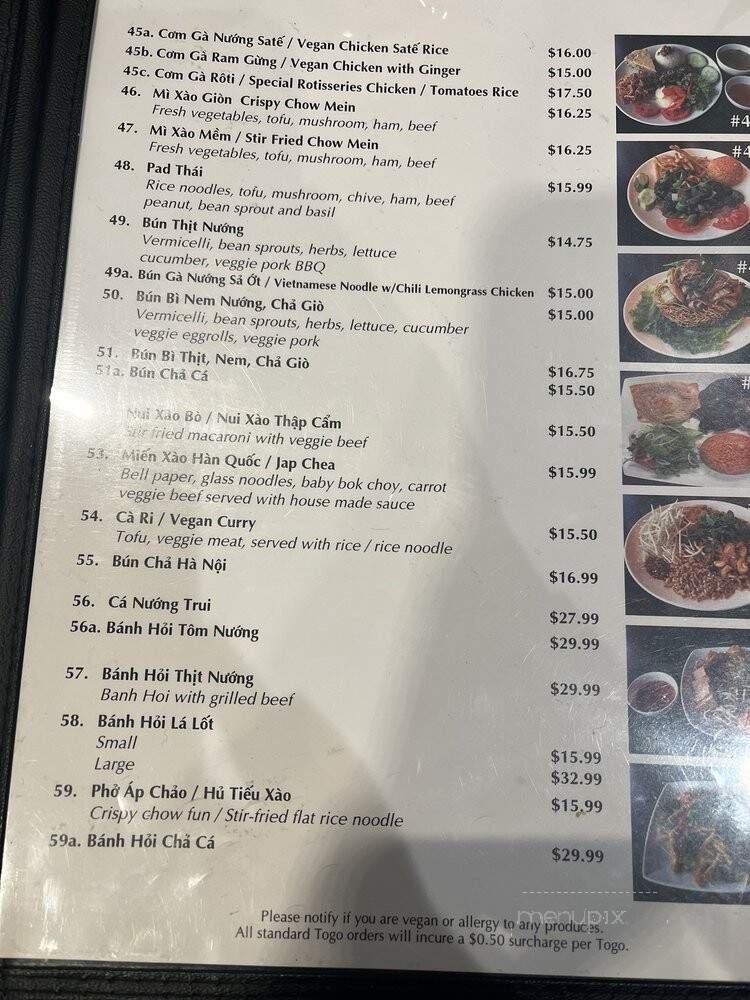 45a. Cơm Gà Nướng Saté / Vegan Chicken Saté Rice $16.00
45b. Cơm Gà Ram Gừng / Vegan Chicken with Ginger $15.00
45c. Cơm Gà Rôti / Special Rotisseries Chicken / Tomatoes Rice $17.50
46. Mì Xào Giòn Crispy Chow Mein $16.25
Fresh vegetables, tofu, mushroom, ham, beef
47. Mì Xào Mềm / Stir Fried Chow Mein $16.25
Fresh vegetables, tofu, mushroom, ham, beef
48. Pad Thái $15.99
Rice noodles, tofu, mushroom, chive, ham, beef
peanut, bean sprout and basil
49. Bún Thịt Nướng $14.75
Vermicelli, bean sprouts, herbs, lettuce
cucumber, veggie pork BBQ
49a. Bún Gà Nướng Sả Ớt / Vietnamese Noodle w/Chili Lemongrass Chicken $15.00
50. Bún Bì Nem Nướng, Chả Giò $15.00
Vermicelli, bean sprouts, herbs, lettuce, cucumber
veggie eggrolls, veggie pork
51. Bún Bì Thịt, Nem, Chả Giò $16.75
51a. Bún Chả Cá $15.50
Nui Xào Bò / Nui Xào Thập Cẩm $15.50
Stir fried macaroni with veggie beef
53. Miến Xào Hàn Quốc / Jap Chea $15.99
Bell paper, glass noodles, baby bok choy, carrot
veggie beef served with house made sauce
54. Cà Ri / Vegan Curry $15.50
Tofu, veggie meat, served with rice / rice noodle
55. Bún Chả Hà Nội $16.99
56. Cá Nướng Trui $27.99
56a. Bánh Hỏi Tôm Nướng $29.99
57. Bánh Hỏi Thịt Nướng $29.99
Banh Hoi with grilled beef
58. Bánh Hỏi Lá Lốt
Small $15.99
Large $32.99
59. Phở Áp Chảo / Hủ Tiếu Xào $15.99
Crispy chow fun / Stir-fried flat rice noodle
59a. Bánh Hỏi Chả Cá $29.99
Please notify if you are vegan or allergy to any produces.
All standard Togo orders will incure a $0.50 surcharge per Togo.
menupix